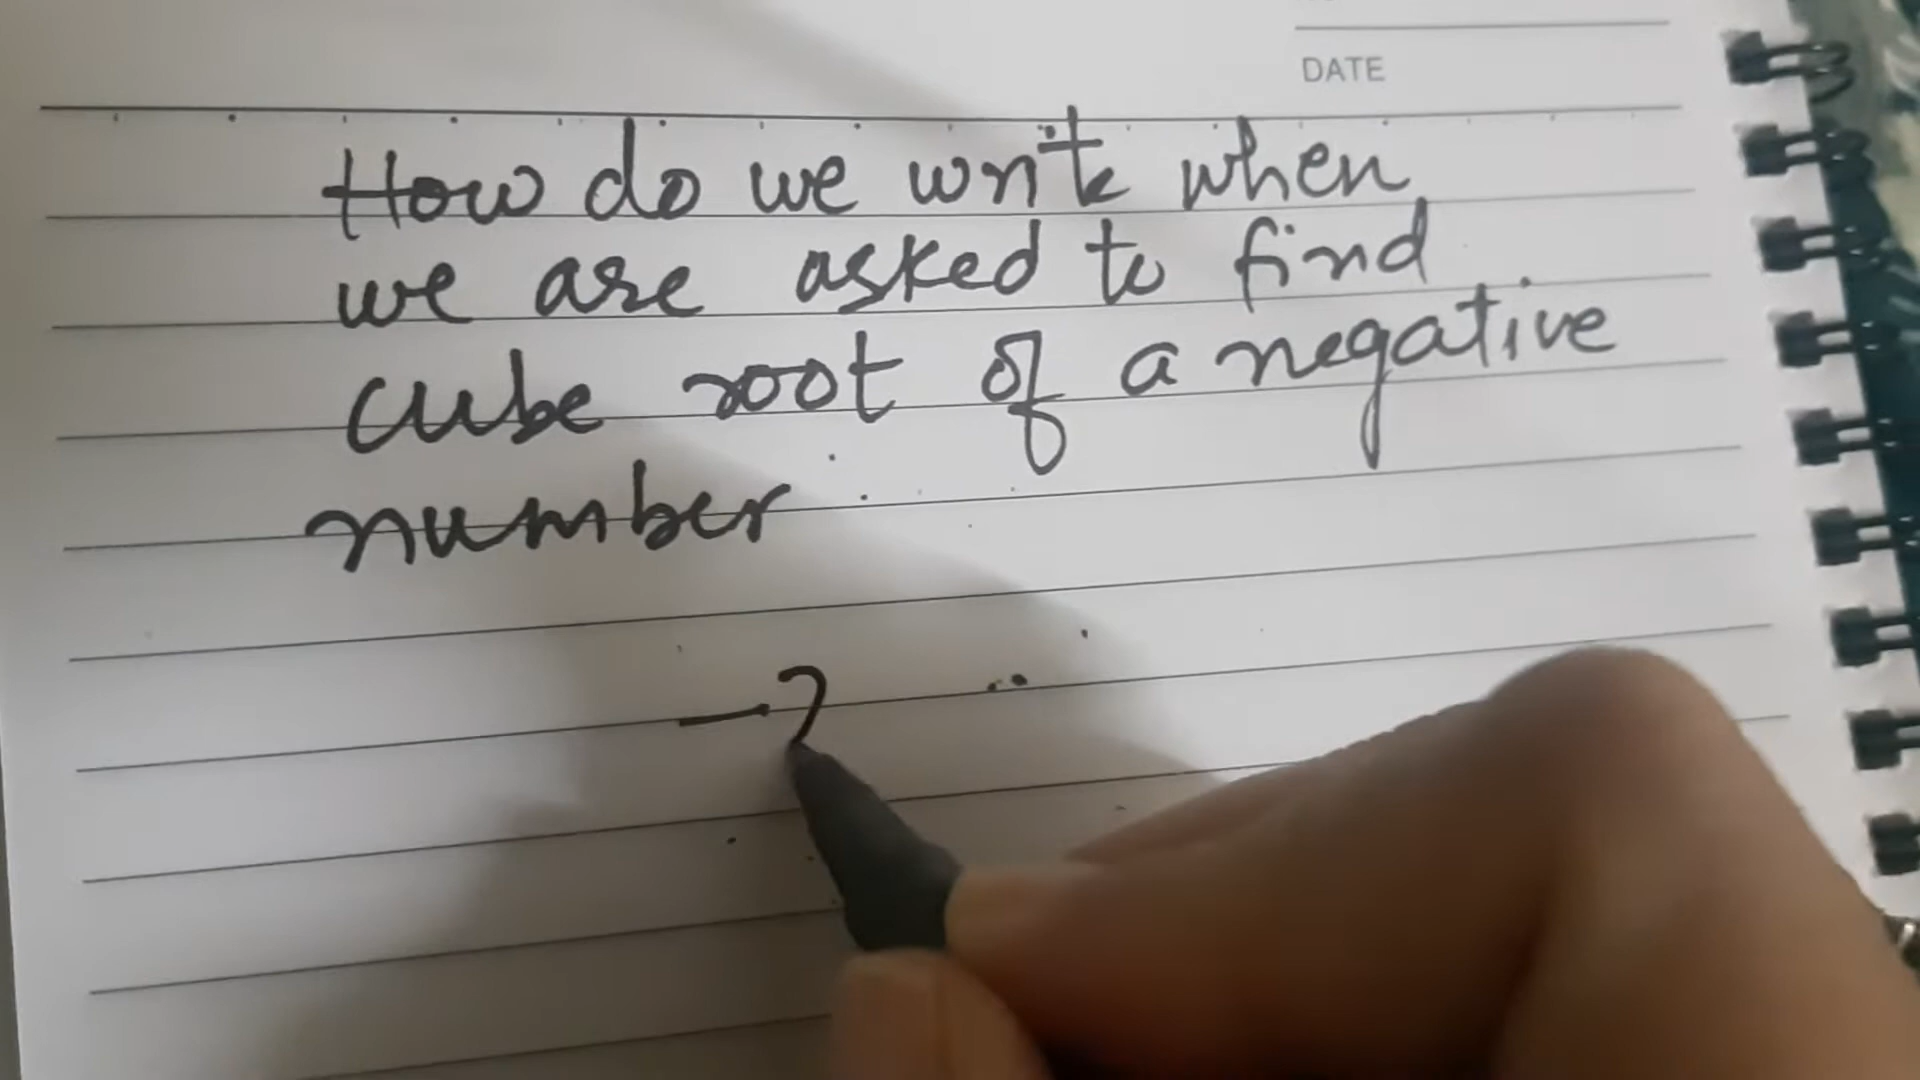 DATE
How do we write when
we are asked to find
cube root of a negative
number